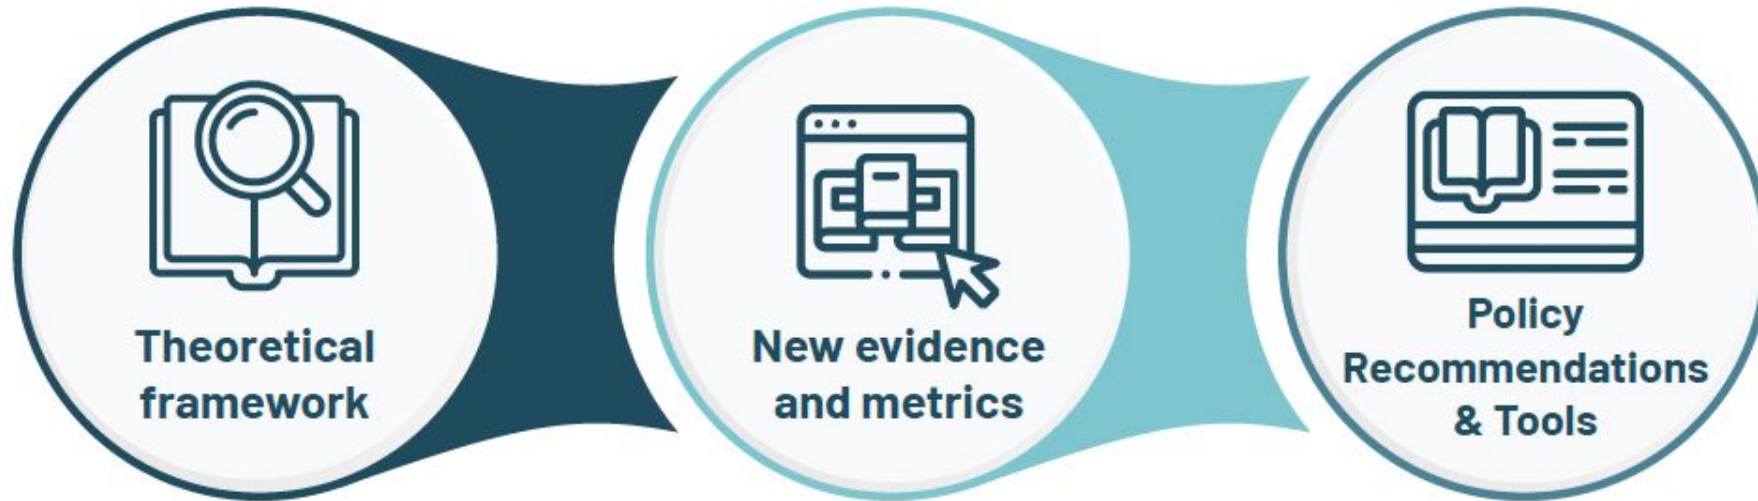 Theoretical
framework
New evidence
and metrics
Policy
Recommendations
& Tools